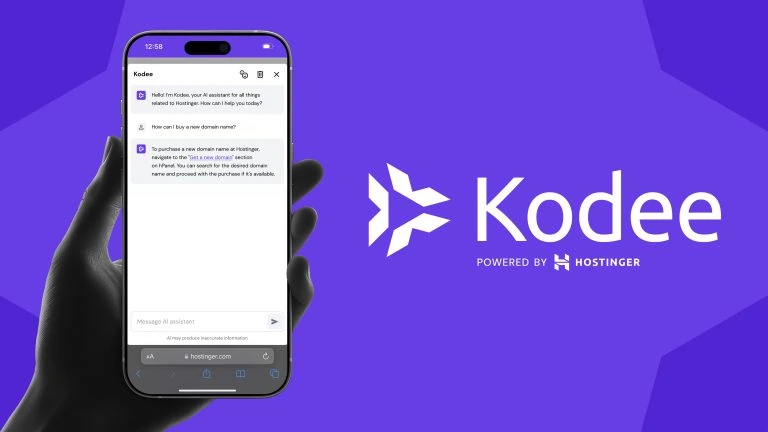 12:58
Kodee
Hello! I'm Kodee, your AI assistant for all things
related to Hostinger. How can I help you today?
How can I buy a new domain name?
To purchase a new domain name at Hostinger,
navigate to the "Get a new domain" section
on hPanel. You can search for the desired domain
name and proceed with the purchase if it's available.
Message AI assistant
AI may produce inaccurate information
AA
hostinger.com
Kodee
POWERED BY HOSTINGER